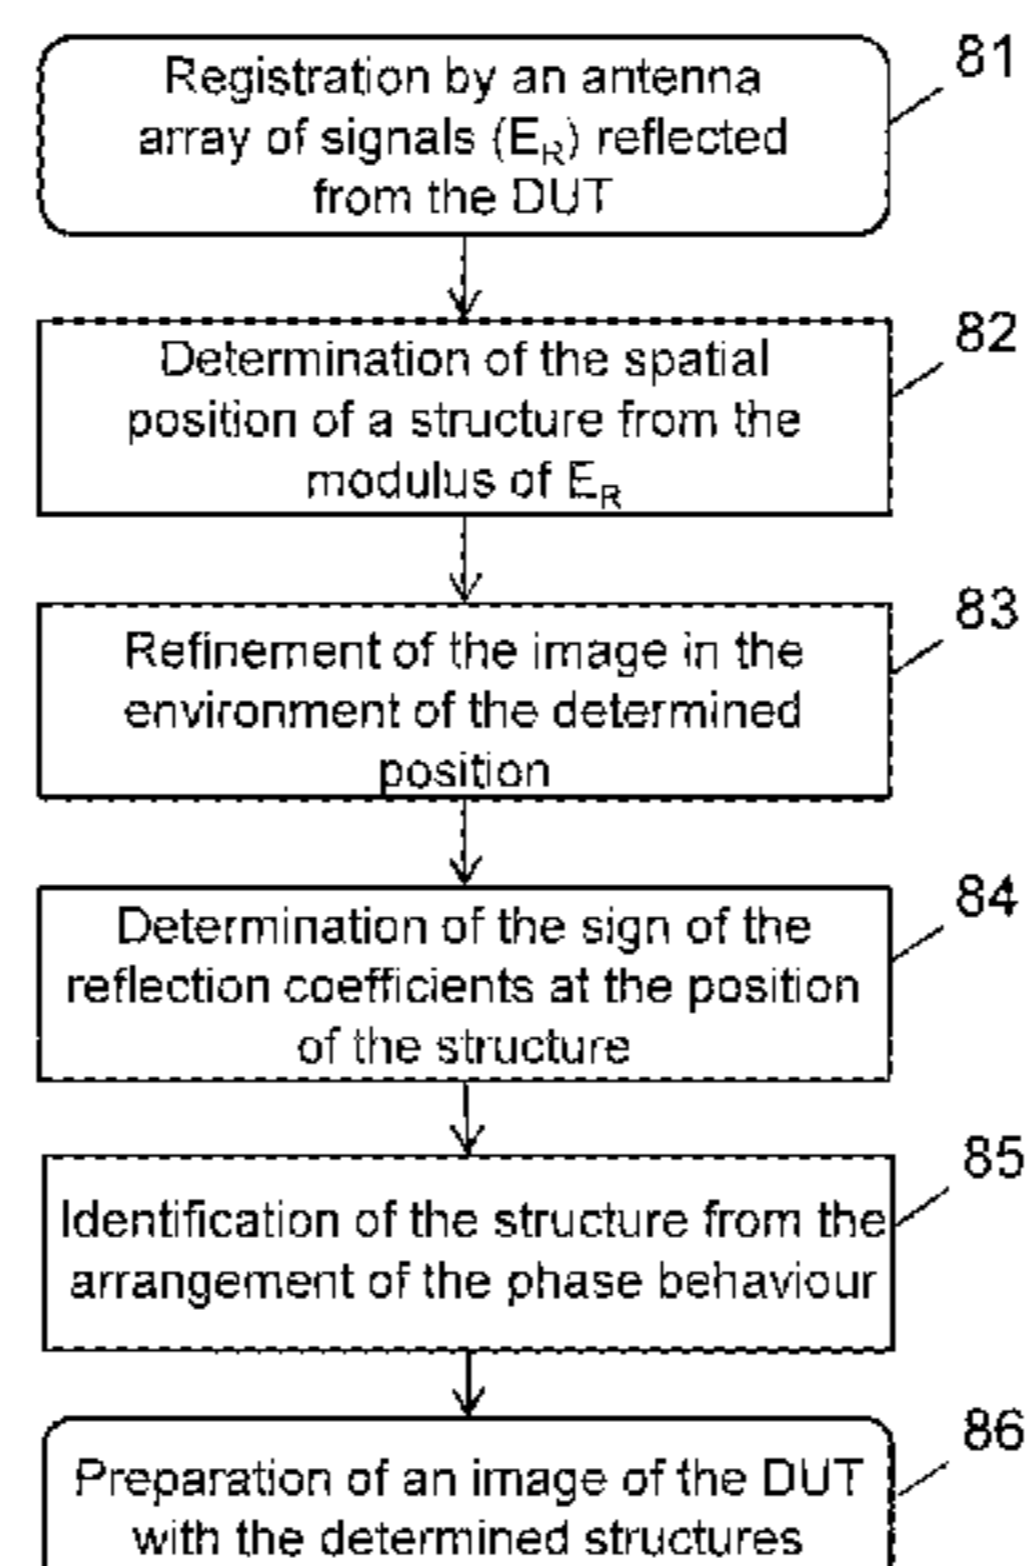 Registration by an antenna
array of signals (E_R) reflected
from the DUT
81
Determination of the spatial
position of a structure from the
modulus of E_R
82
Refinement of the image in the
environment of the determined
position
83
Determination of the sign of the
reflection coefficients at the position
of the structure
84
Identification of the structure from the
arrangement of the phase behaviour
85
Preparation of an image of the DUT
with the determined structures
86